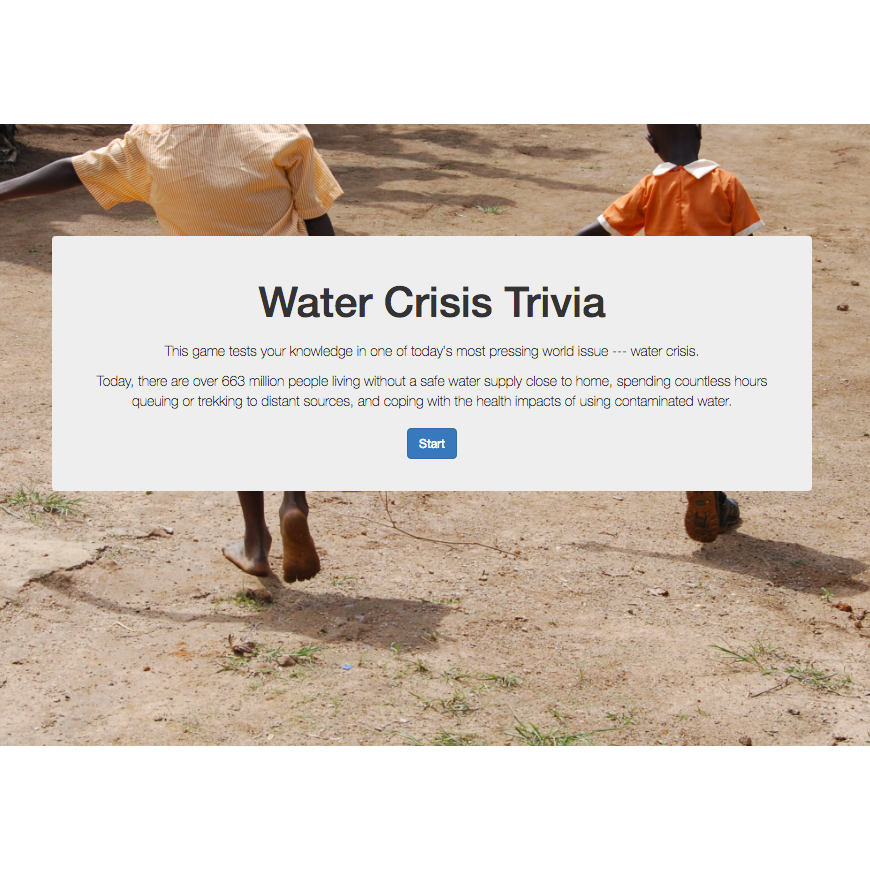 Water Crisis Trivia
This game tests your knowledge in one of today's most pressing world issue --- water crisis.
Today, there are over 663 million people living without a safe water supply close to home, spending countless hours
queuing or trekking to distant sources, and coping with the health impacts of using contaminated water.
Start